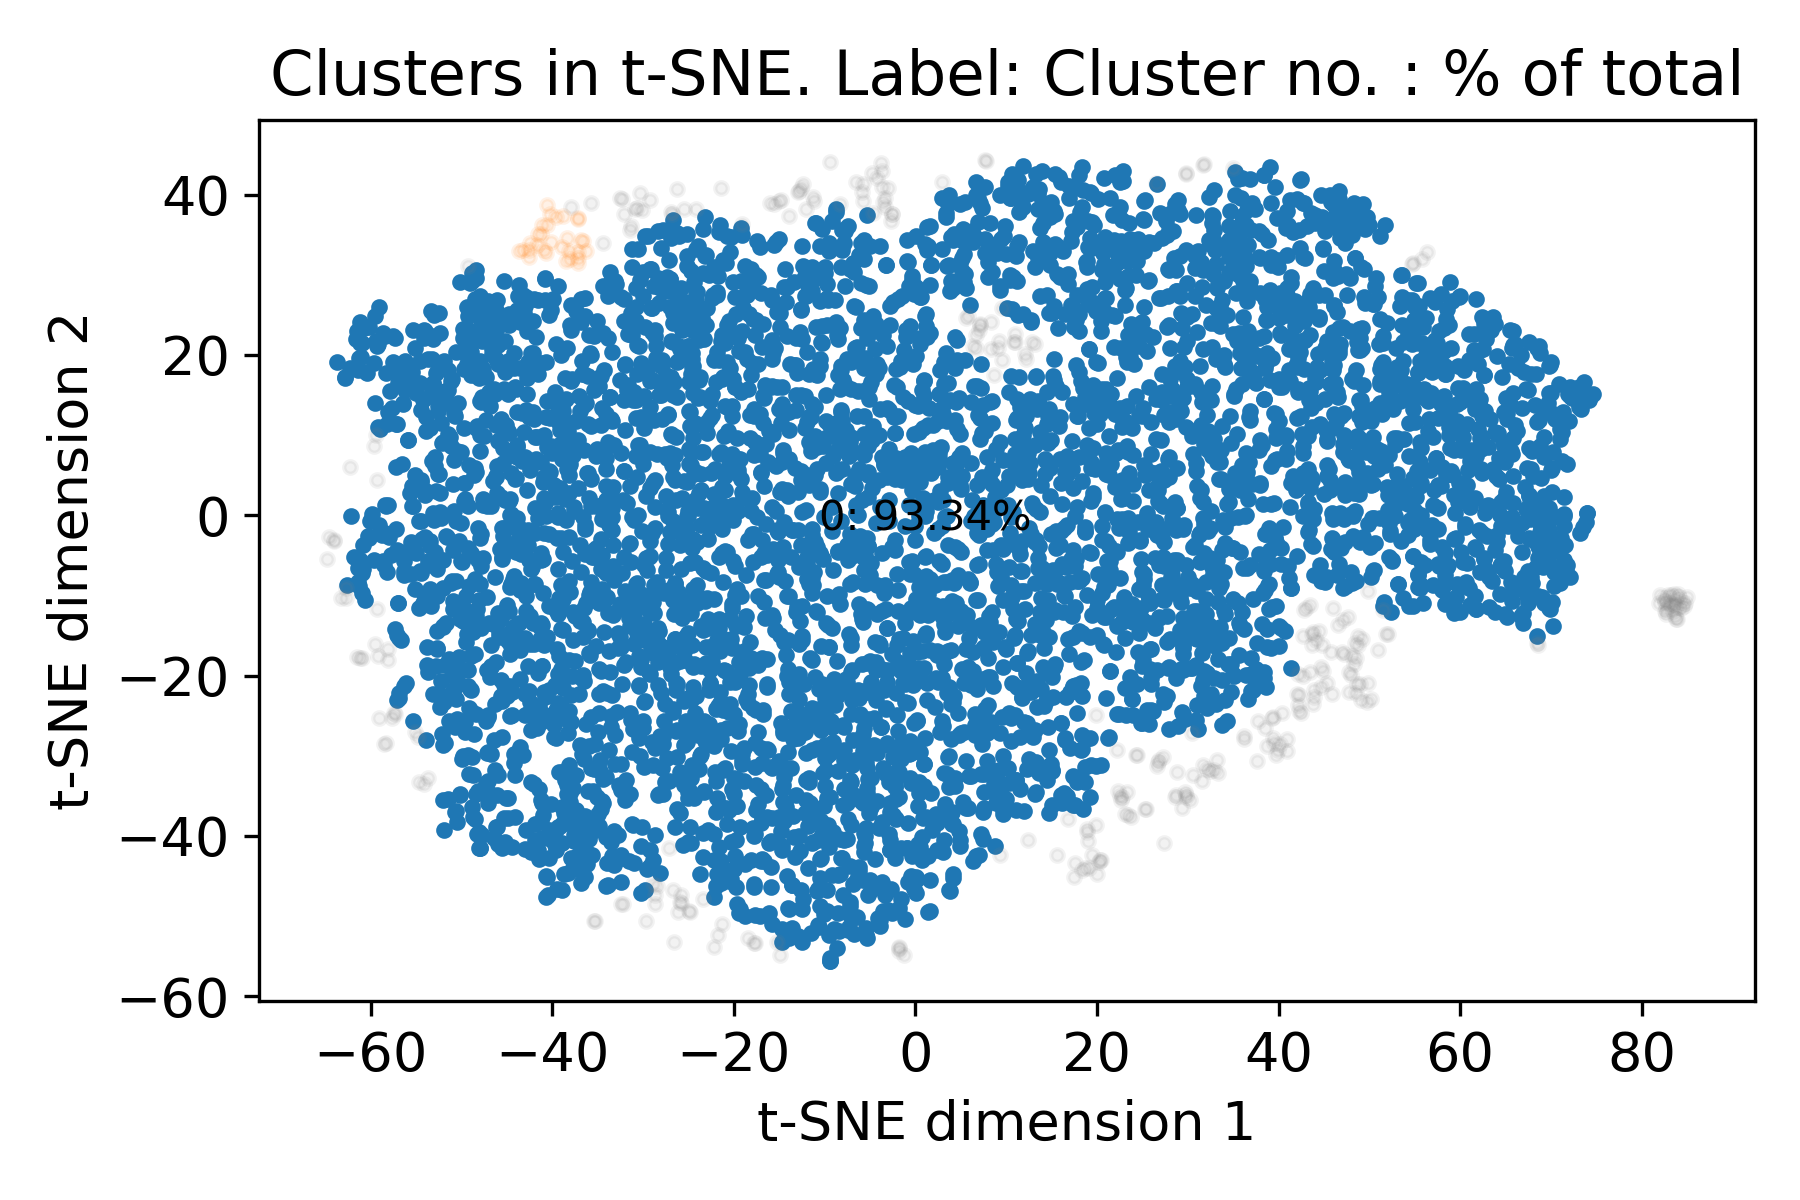 Clusters in t-SNE. Label: Cluster no. : % of total
40
20
0
−20
−40
−60
t-SNE dimension 2
0: 93.34%
−60 −40 −20 0 20 40 60 80
t-SNE dimension 1